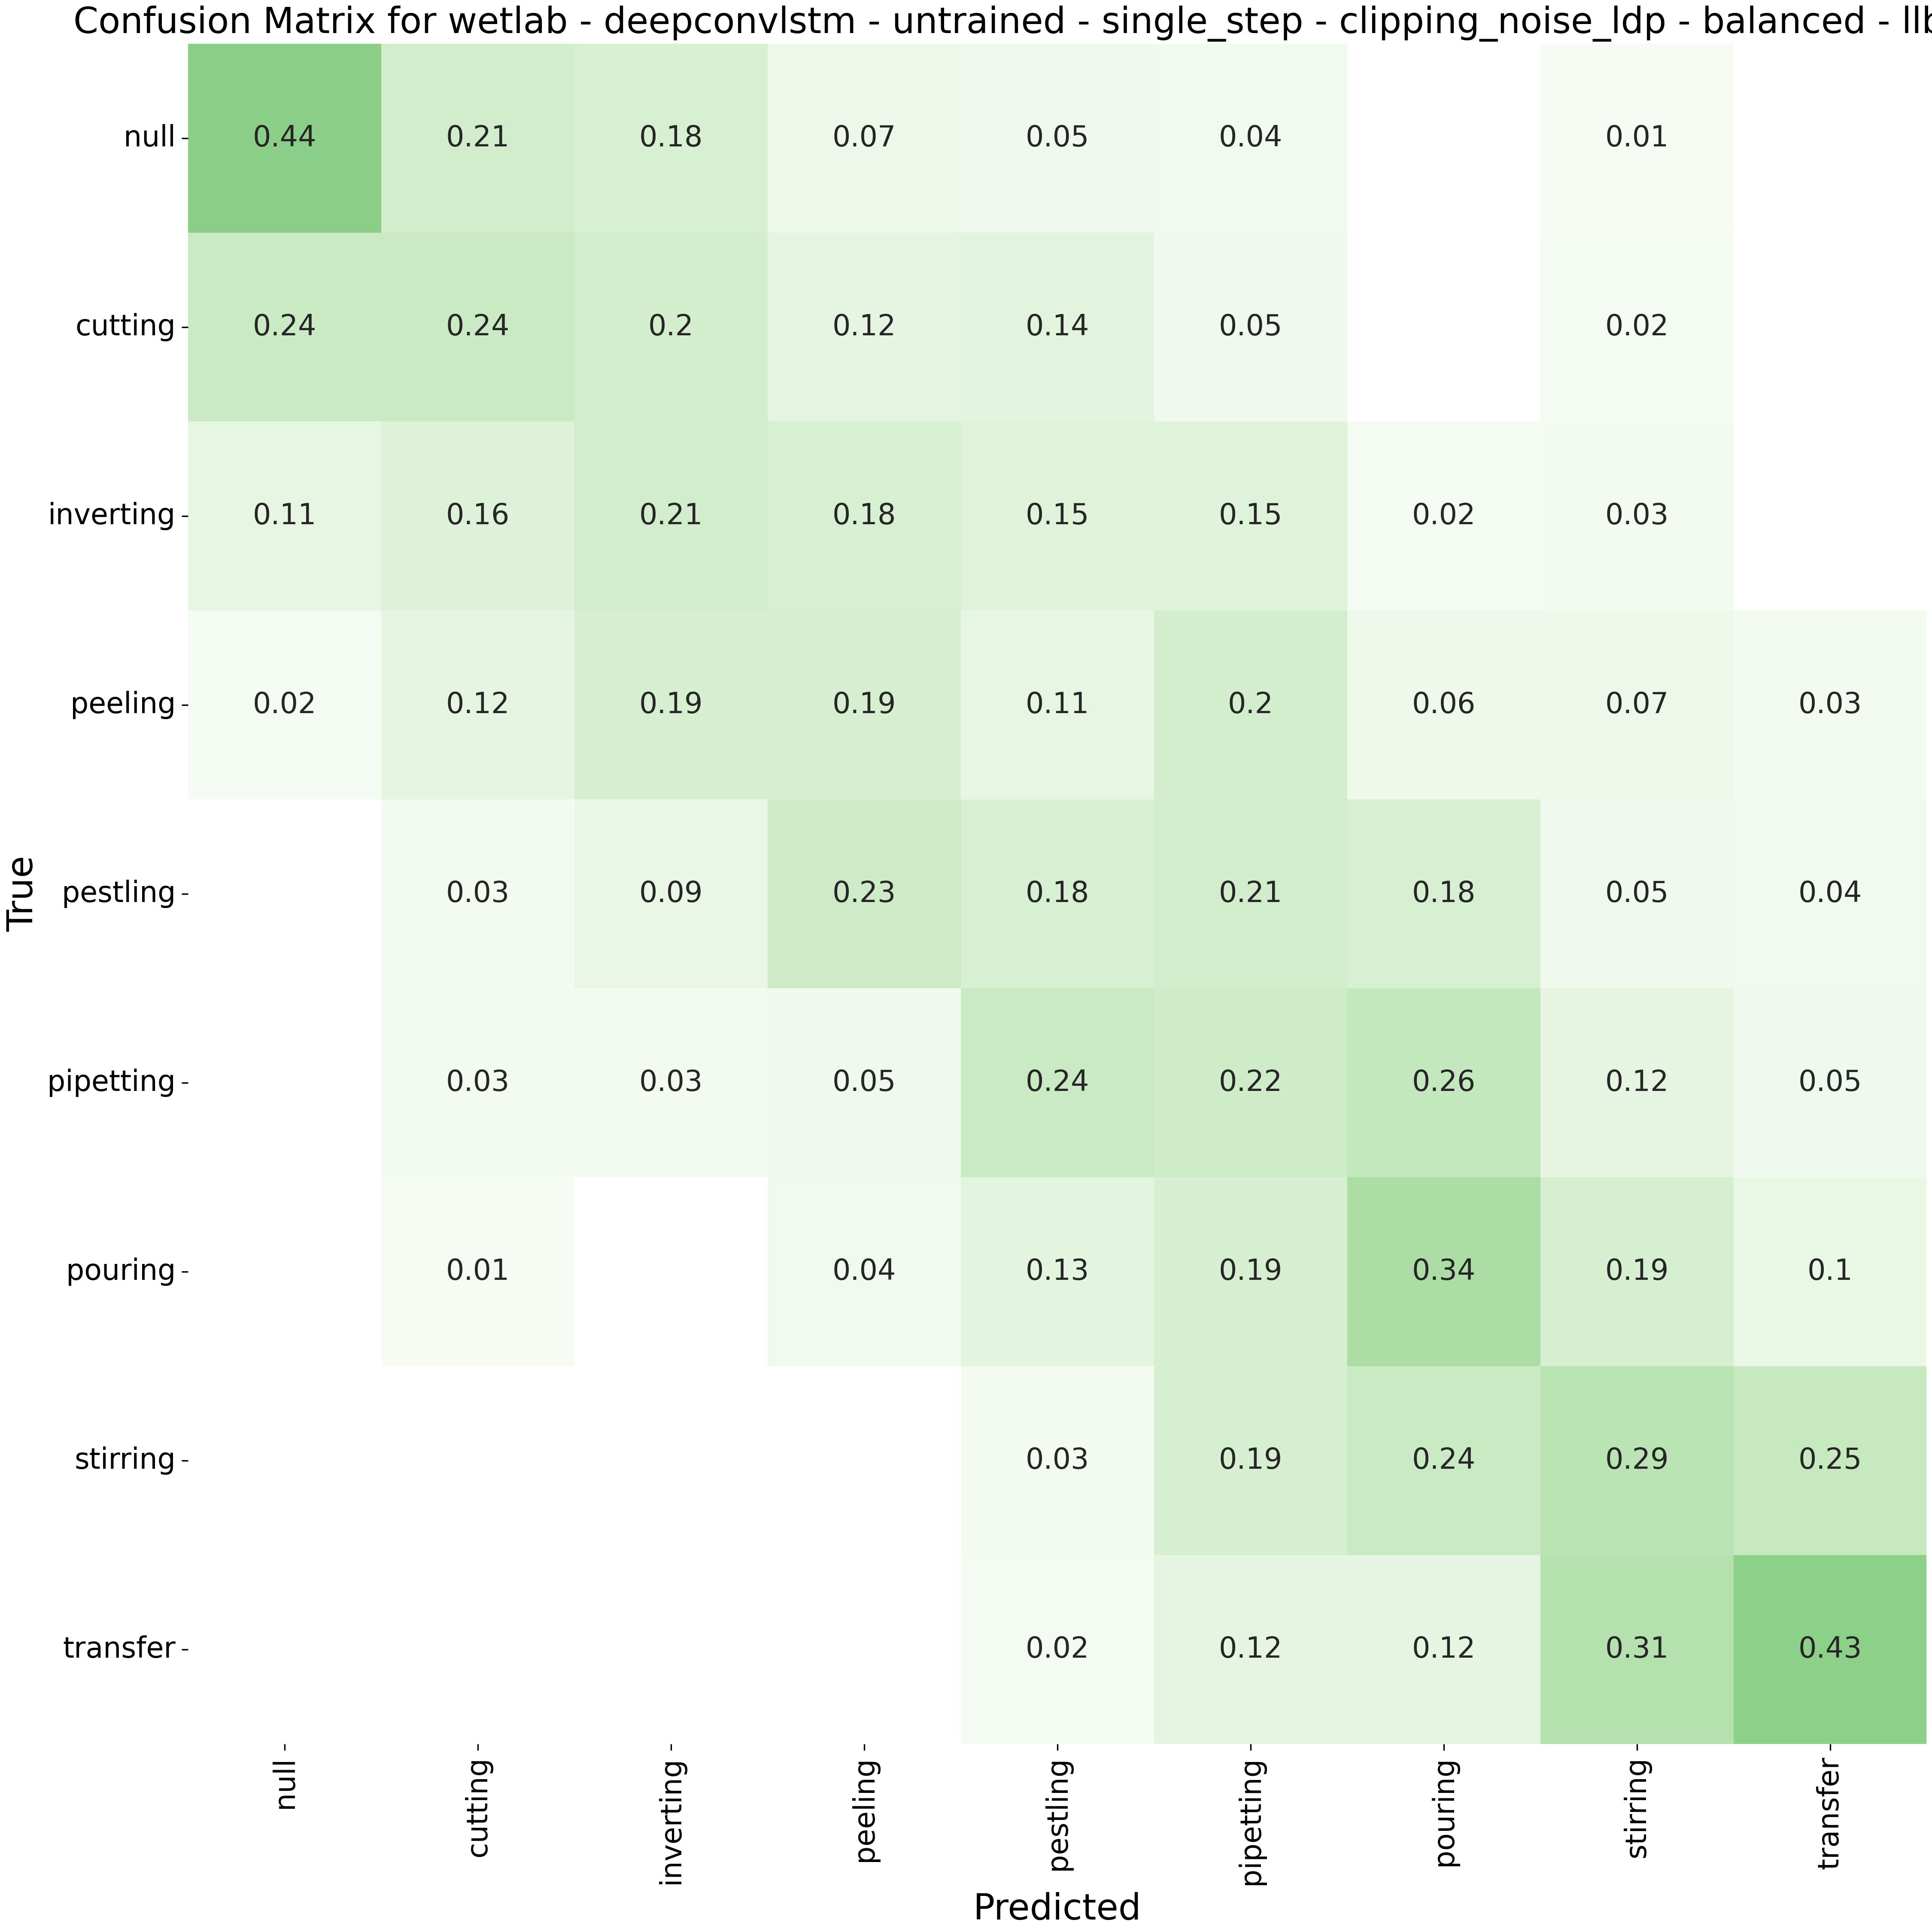 Confusion Matrix for wetlab - deepconvlstm - untrained - single_step - clipping_noise_ldp - balanced -
null 0.44 0.21 0.18 0.07 0.05 0.04 0.01
cutting 0.24 0.24 0.2 0.12 0.14 0.05 0.02
inverting 0.11 0.16 0.21 0.18 0.15 0.15 0.02 0.03
peeling 0.02 0.12 0.19 0.19 0.11 0.2 0.06 0.07 0.03
pestling 0.03 0.09 0.23 0.18 0.21 0.18 0.05 0.04
pipetting 0.03 0.03 0.05 0.24 0.22 0.26 0.12 0.05
pouring 0.01 0.04 0.13 0.19 0.34 0.19 0.1
stirring 0.03 0.19 0.24 0.29 0.25
transfer 0.02 0.12 0.12 0.31 0.43
True
null cutting inverting peeling pestling pipetting pouring stirring transfer
Predicted